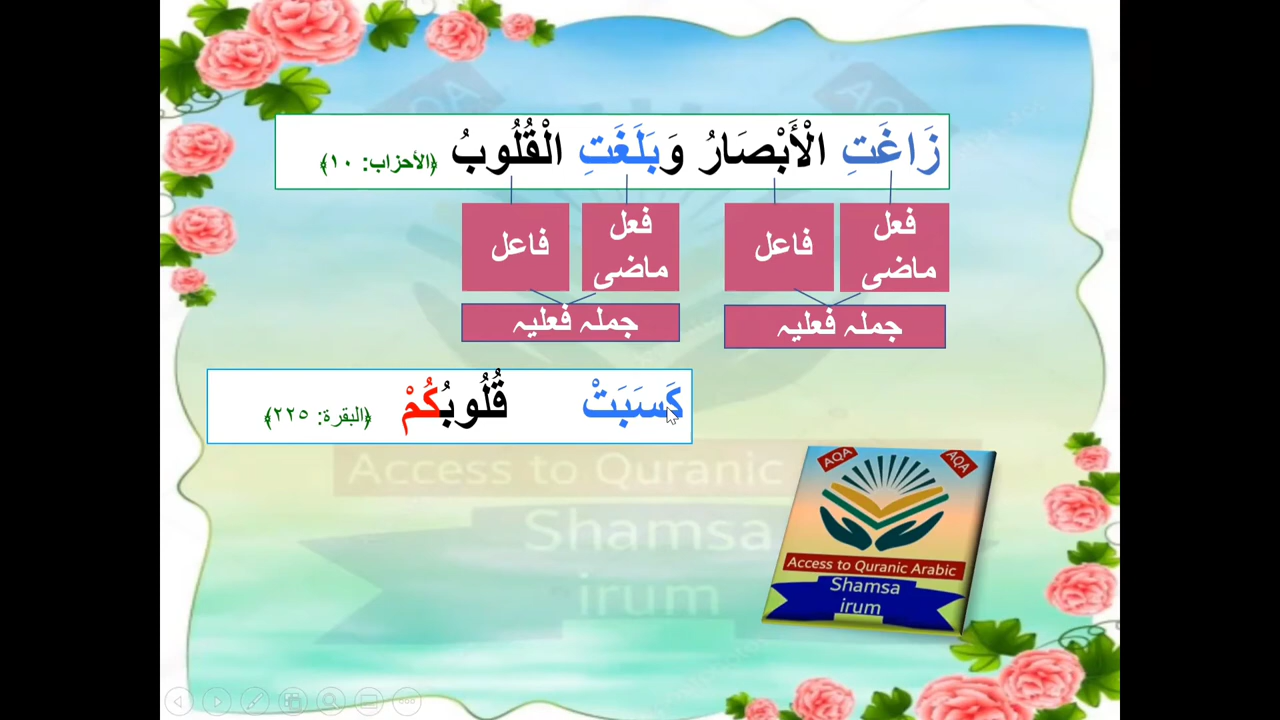 زَاغَتِ الْأَبْصَارُ وَبَلَغَتِ الْقُلُوبُ ﴿الأحزاب: ١٠﴾
فعل ماضی
فاعل
فعل ماضی
فاعل
جملہ فعلیہ
جملہ فعلیہ
كَسَبَتْ قُلُوبُكُمْ ﴿البقرة: ٢٢٥﴾
Access to Quranic
Shamsa
irum
AQA
AQA
Access to Quranic Arabic
Shamsa
irum